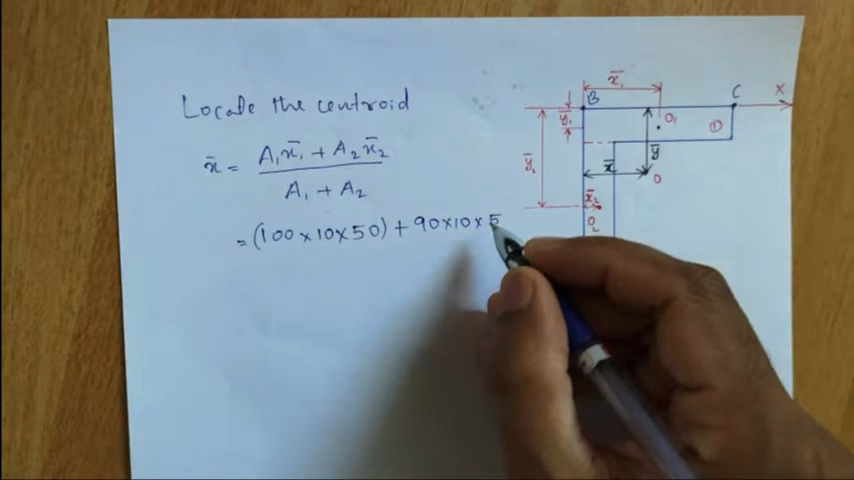 Locate the centroid
x̄ = A₁x̄₁ + A₂x̄₂
A₁ + A₂
= (100×10×50) + 90×10×5
x̄₁
B
C
X
ȳ₁
O₁
①
ȳ₂
x̄
ȳ
O
x̄₂
O₂